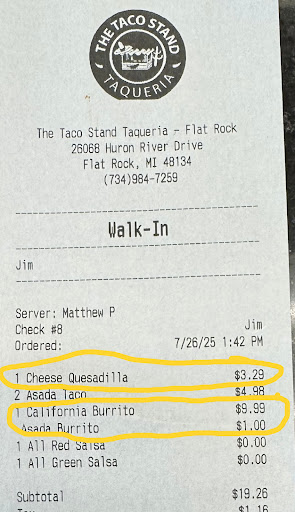 THE TACO STAND
TAQUERIA
The Taco Stand Taqueria - Flat Rock
26068 Huron River Drive
Flat Rock, MI 48134
(734)984-7259
Walk-In
Jim
Server: Matthew P
Check #8 Jim
Ordered: 7/26/25 1:42 PM
1 Cheese Quesadilla $3.29
2 Asada Taco $4.98
1 California Burrito $9.99
Asada Burrito $1.00
1 All Red Salsa $0.00
1 All Green Salsa $0.00
Subtotal $19.26
Tax $1.16